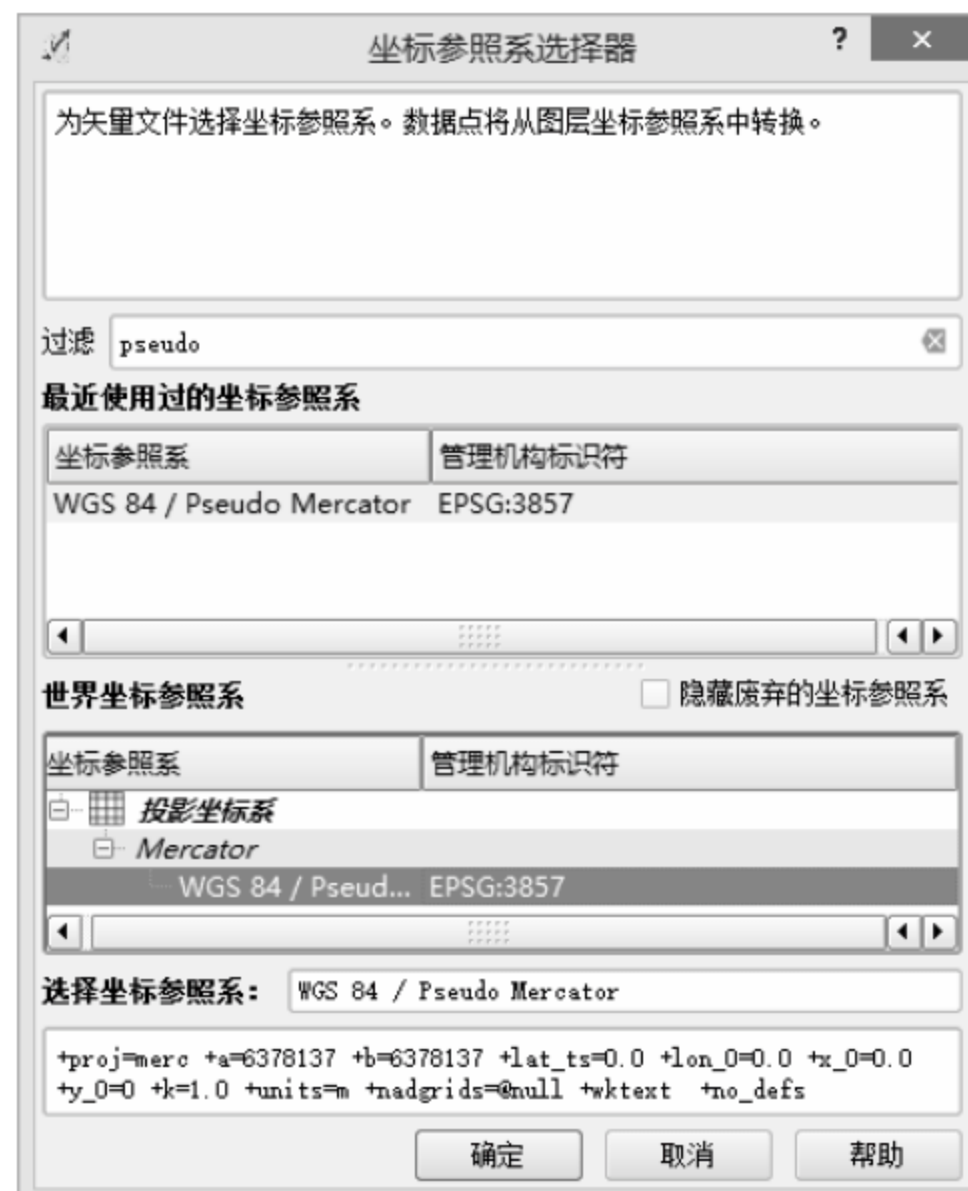 坐标参照系选择器
?
×
为矢里文件选择坐标参照系。数据点将从图层坐标参照系中转换。
过滤 pseudo
最近使用过的坐标参照系
坐标参照系 管理机构标识符
WGS 84 / Pseudo Mercator EPSG:3857
世界坐标参照系 隐藏废弃的坐标参照系
坐标参照系 管理机构标识符
投影坐标系
Mercator
WGS 84 / Pseud... EPSG:3857
选择坐标参照系: WGS 84 / Pseudo Mercator
+proj=merc +a=6378137 +b=6378137 +lat_ts=0.0 +lon_0=0.0 +x_0=0.0
+y_0=0 +k=1.0 +units=m +nadgrids=@null +wktext +no_defs
确定 取消 帮助